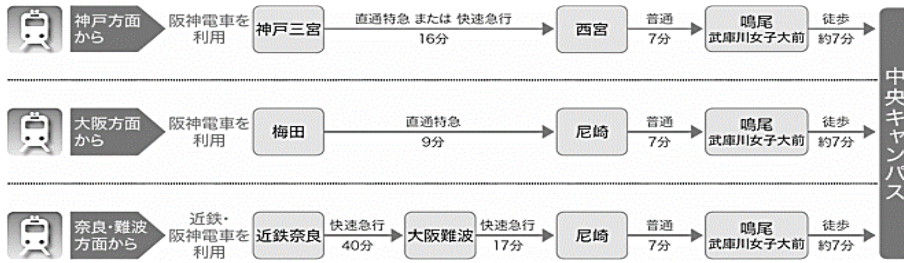 神戸方面
から
阪神電車を
利用
神戸三宮
直通特急 または 快速急行
16分
西宮
普通
7分
鳴尾
武庫川女子大前
徒歩
約7分
大阪方面
から
阪神電車を
利用
梅田
直通特急
9分
尼崎
普通
7分
鳴尾
武庫川女子大前
徒歩
約7分
奈良・難波
方面から
近鉄・
阪神電車を
利用
近鉄奈良
快速急行
40分
大阪難波
快速急行
17分
尼崎
普通
7分
鳴尾
武庫川女子大前
徒歩
約7分
中央キャンパス